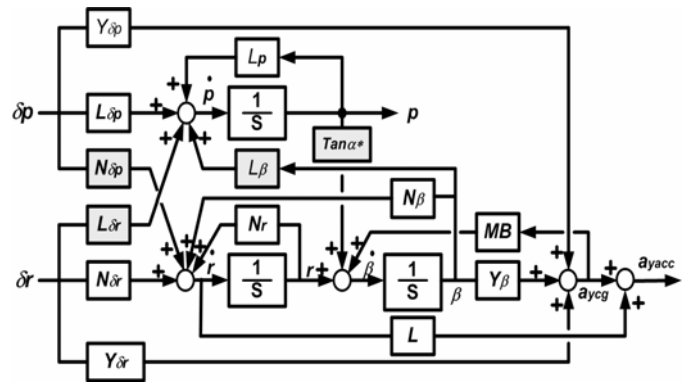 Yδp
Lp
+
ṗ
δp
Lδp
+
1
S
p
+
+
Tanα*
Nδp
Lβ
Nβ
Lδr
Nr
MB
+
+
+
+
+
+
δr
Nδr
+
ṙ
1
S
r
±
β̇
1
S
β
Yβ
+
+
aycg
+
ayacc
+
+
L
Yδr